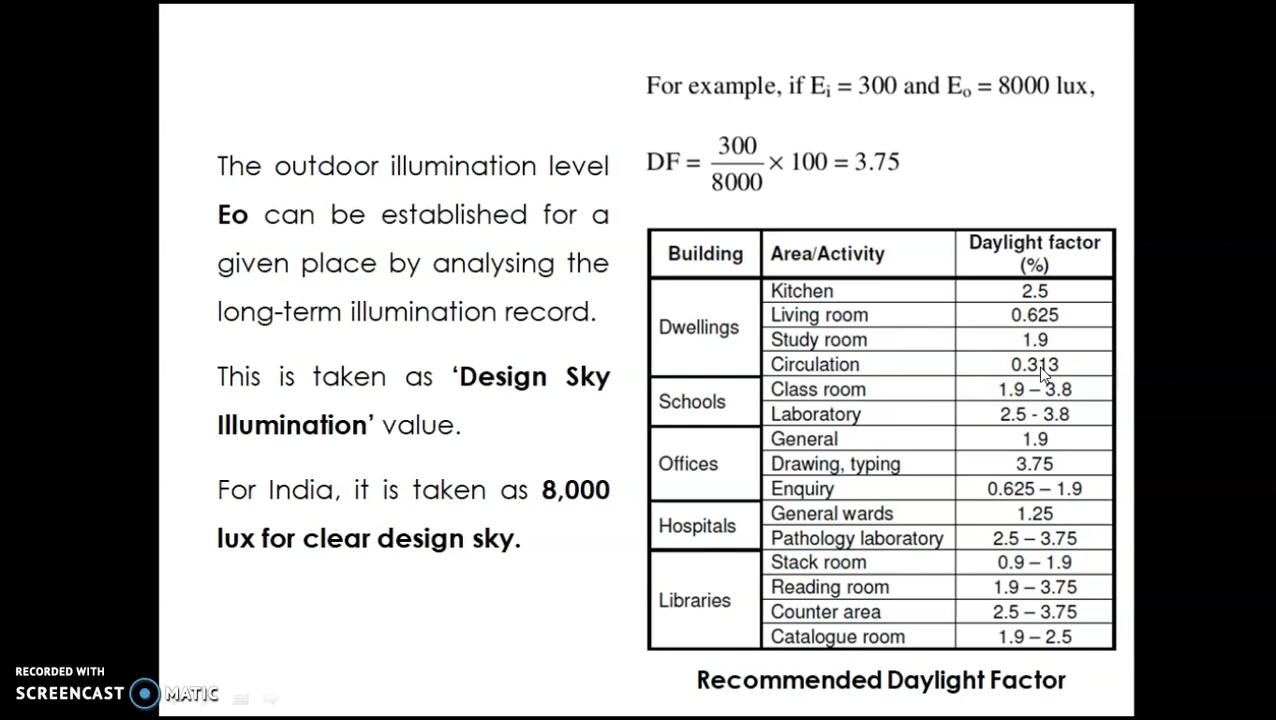 The outdoor illumination level
Eo can be established for a
given place by analysing the
long-term illumination record.
This is taken as ‘Design Sky
Illumination’ value.
For India, it is taken as 8,000
lux for clear design sky.
For example, if Ei = 300 and Eo = 8000 lux,
DF = 300/8000 × 100 = 3.75
Building Area/Activity Daylight factor (%)
Dwellings
Kitchen 2.5
Living room 0.625
Study room 1.9
Circulation 0.313
Schools
Class room 1.9 – 3.8
Laboratory 2.5 - 3.8
Offices
General 1.9
Drawing, typing 3.75
Enquiry 0.625 – 1.9
Hospitals
General wards 1.25
Pathology laboratory 2.5 – 3.75
Libraries
Stack room 0.9 – 1.9
Reading room 1.9 – 3.75
Counter area 2.5 – 3.75
Catalogue room 1.9 – 2.5
Recommended Daylight Factor
RECORDED WITH
SCREENCAST MATIC